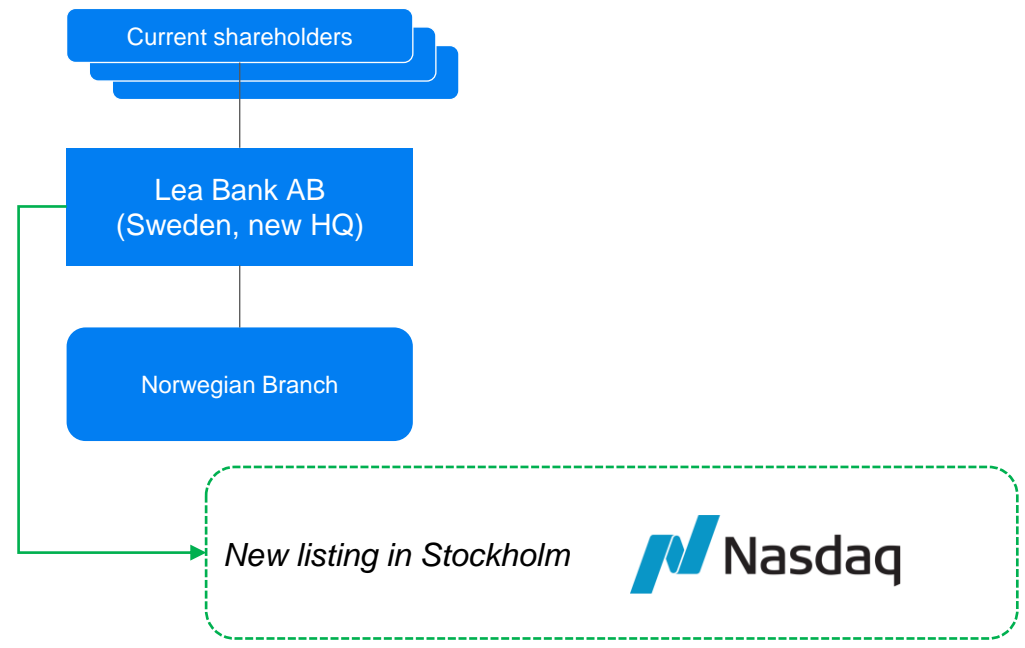 Current shareholders
Lea Bank AB
(Sweden, new HQ)
Norwegian Branch
New listing in Stockholm
Nasdaq